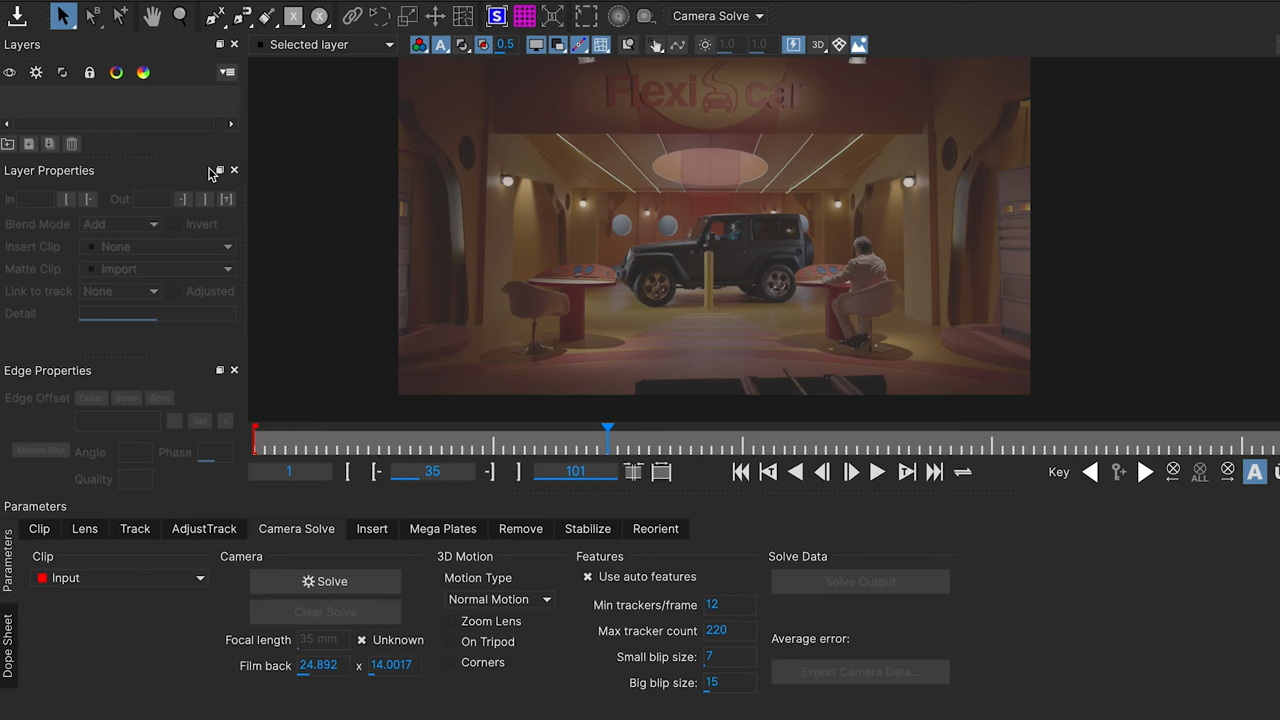 Camera Solve
Layers
Selected layer
0.5
1.0
1.0
3D
Flexi car
Layer Properties
In
Out
Blend Mode
Add
Invert
Insert Clip
None
Matte Clip
Import
Link to track
None
Adjusted
Detail
Edge Properties
Edge Offset
Outer
Inner
Both
Set
Motion Blur
Angle
Phase
Quality
1
35
101
Key
ALL
A
Parameters
Clip
Lens
Track
AdjustTrack
Camera Solve
Insert
Mega Plates
Remove
Stabilize
Reorient
Parameters
Dope Sheet
Clip
Input
Camera
Solve
Clear Solve
Focal length
35 mm
Unknown
Film back
24.892
x
14.0017
3D Motion
Motion Type
Normal Motion
Zoom Lens
On Tripod
Corners
Features
Use auto features
Min trackers/frame
12
Max tracker count
220
Small blip size:
7
Big blip size:
15
Solve Data
Solve Output
Average error:
Export Camera Data...